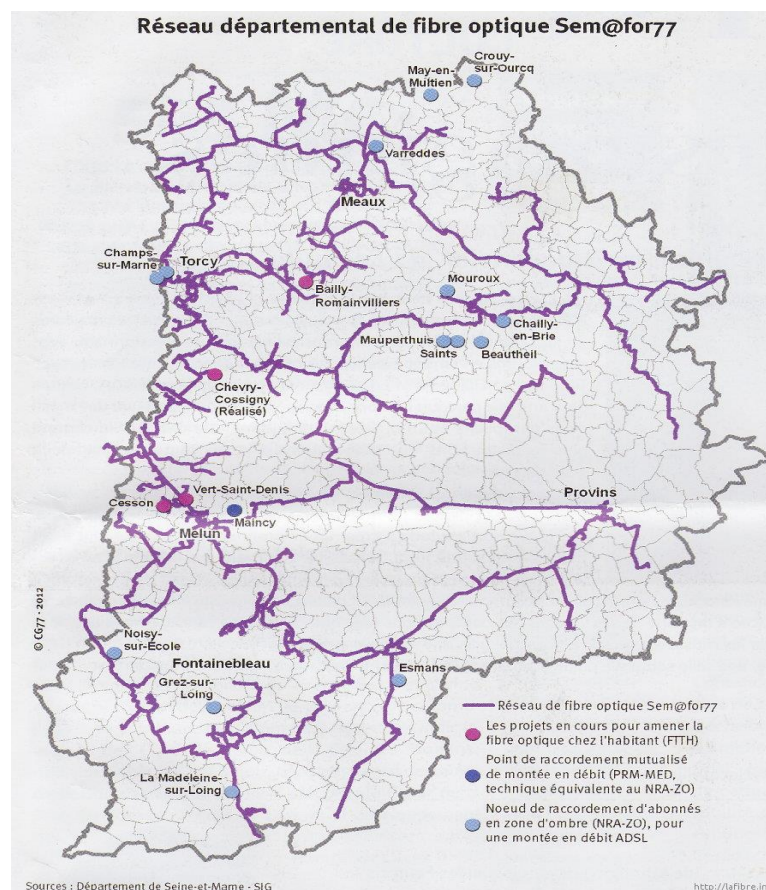 Réseau départemental de fibre optique Sem@for77
Crouy-
sur-Ourcq
May-en-
Multien
Varreddes
Meaux
Champs-
sur-Marne
Torcy
Bailly-
Romainvilliers
Mouroux
Chailly-
en-Brie
Mauperthuis
Saints
Beautheil
Chevry-
Cossigny
(Réalisé)
Vert-Saint-Denis
Cesson
Maincy
Melun
Provins
© CG77 - 2012
Noisy-
sur-École
Fontainebleau
Grez-sur-
Loing
Esmans
La Madeleine-
sur-Loing
Réseau de fibre optique Sem@for77
Les projets en cours pour amener la
fibre optique chez l'habitant (FTTH)
Point de raccordement mutualisé
de montée en débit (PRM-MED,
technique équivalente au NRA-ZO)
Noeud de raccordement d'abonnés
en zone d'ombre (NRA-ZO), pour
une montée en débit ADSL
Sources : Département de Seine-et-Marne - SIG
http://lafibre.in